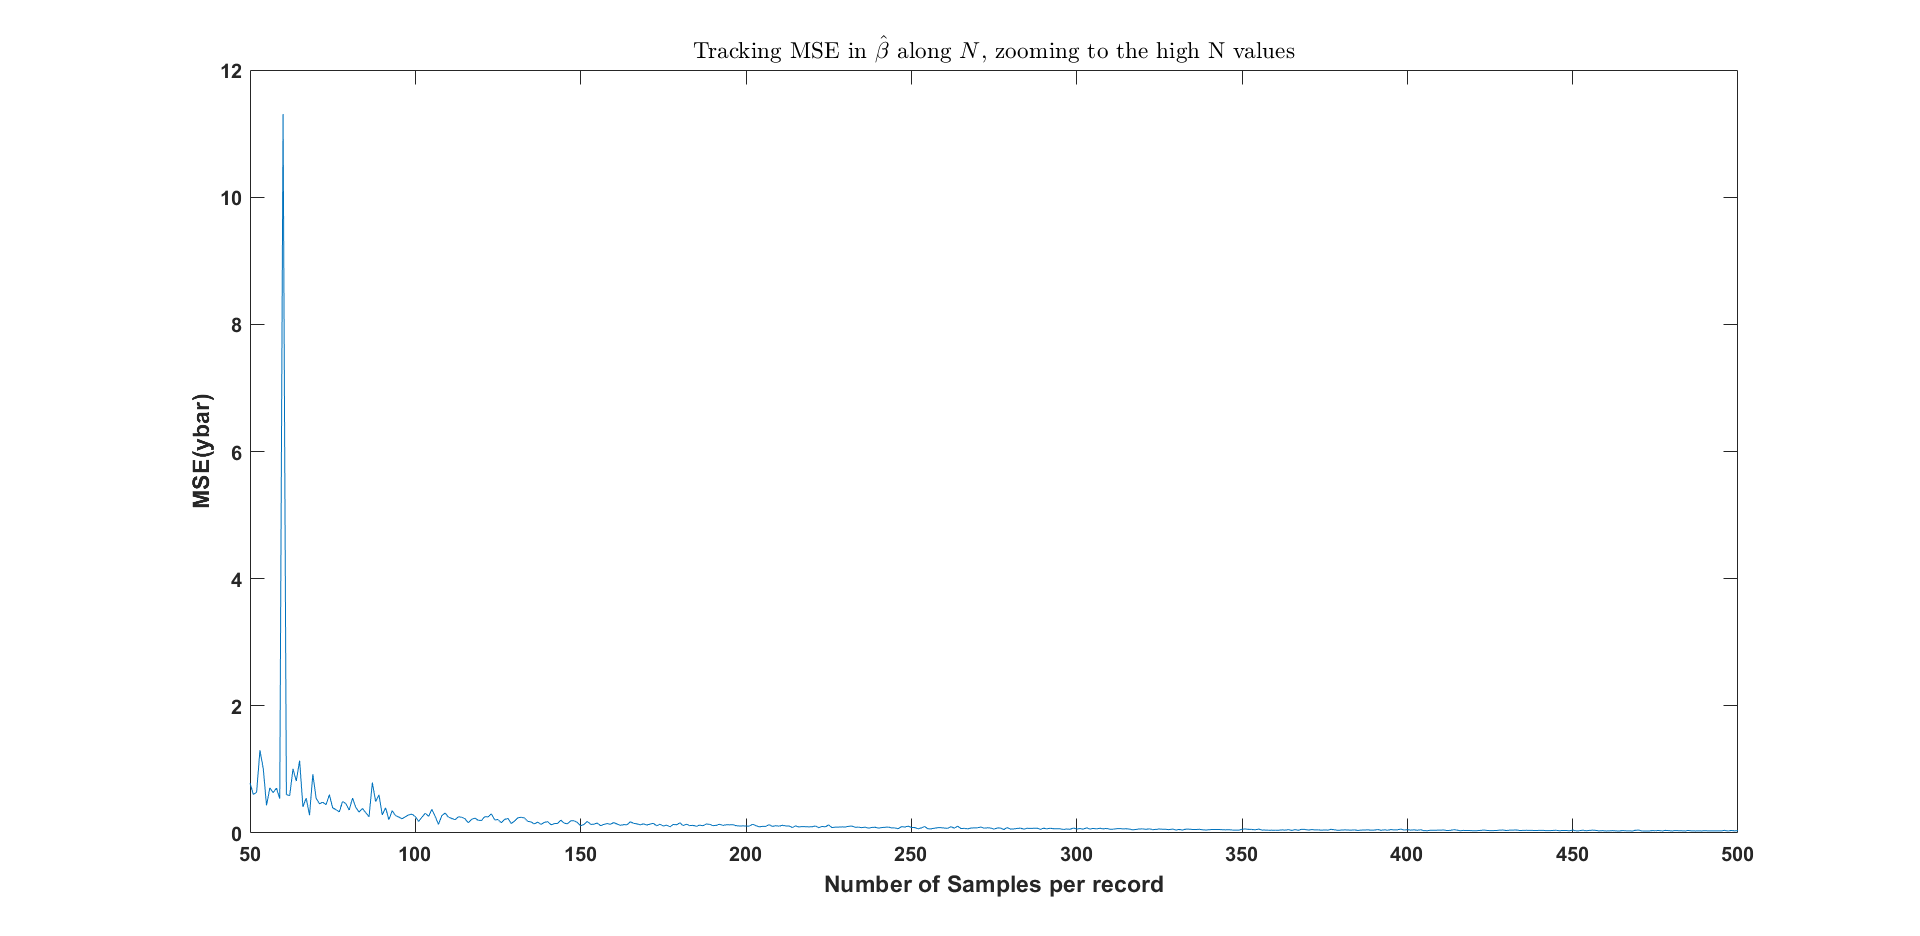 Tracking MSE in β̂ along N, zooming to the high N values
12
10
8
6
4
2
0
MSE(ybar)
50 100 150 200 250 300 350 400 450 500
Number of Samples per record